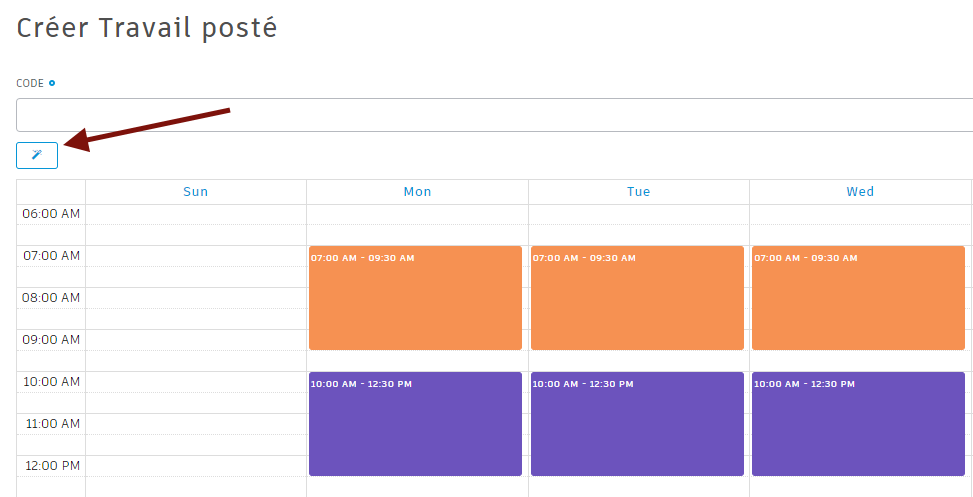 Créer Travail posté
CODE
Sun Mon Tue Wed
06:00 AM
07:00 AM
07:00 AM - 09:30 AM 07:00 AM - 09:30 AM 07:00 AM - 09:30 AM
08:00 AM
09:00 AM
10:00 AM
10:00 AM - 12:30 PM 10:00 AM - 12:30 PM 10:00 AM - 12:30 PM
11:00 AM
12:00 PM